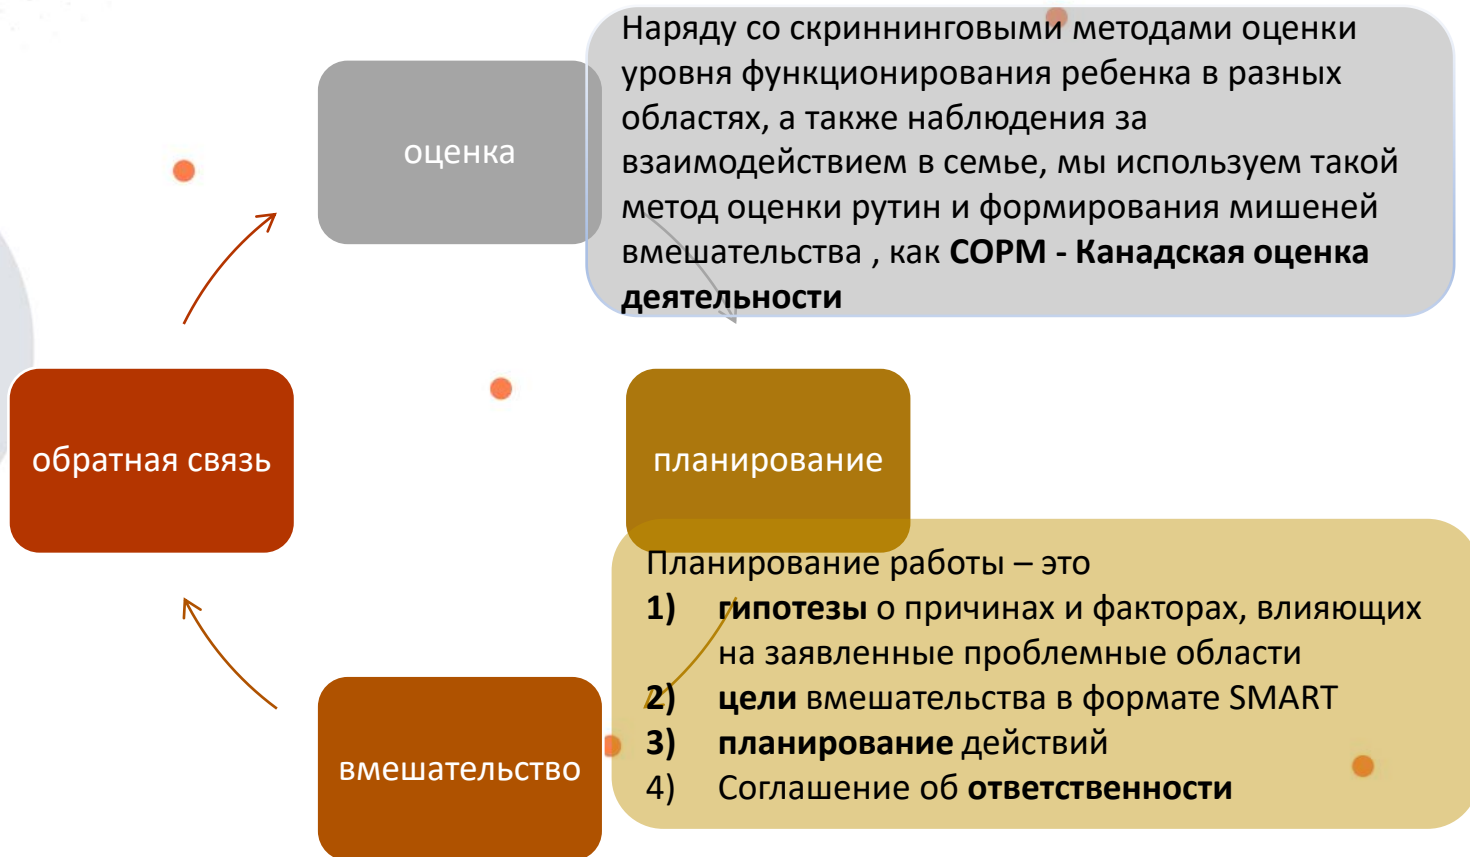 оценка
Наряду со скриннинговыми методами оценки
уровня функционирования ребенка в разных
областях, а также наблюдения за
взаимодействием в семье, мы используем такой
метод оценки рутин и формирования мишеней
вмешательства , как СОРМ - Канадская оценка
деятельности
обратная связь
планирование
Планирование работы – это
1) гипотезы о причинах и факторах, влияющих
на заявленные проблемные области
2) цели вмешательства в формате SMART
3) планирование действий
4) Соглашение об ответственности
вмешательство